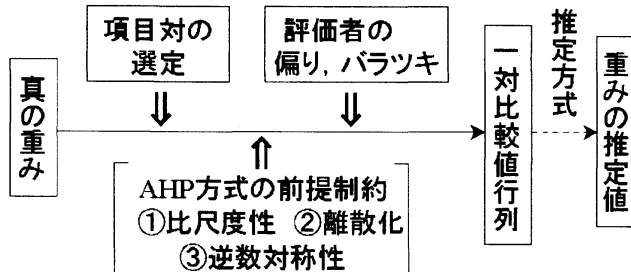 真の重み
項目対の
選定
評価者の
偏り, バラツキ
AHP方式の前提制約
①比尺度性 ②離散化
③逆数対称性
一対比較値行列
推定方式
重みの推定値